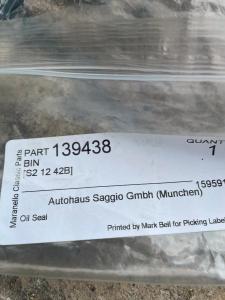 Maranello Classic Parts
PART 139438
QUANT
1
BIN
[S2 12 42B]
159591
Autohaus Saggio Gmbh (Munchen)
Oil Seal
Printed by Mark Bell for Picking Label